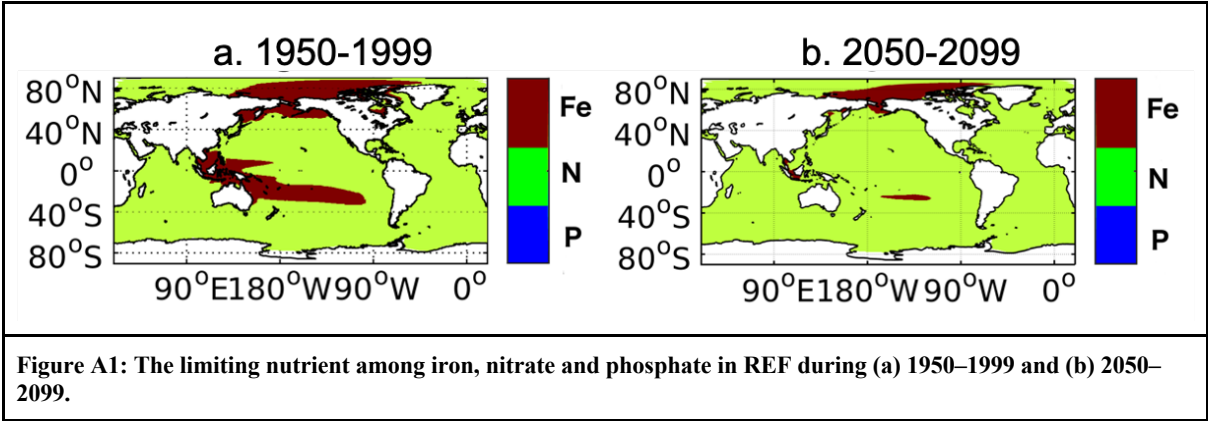 a. 1950-1999
80°N
40°N
0°
40°S
80°S
90°E180°W90°W 0°
Fe
N
P
b. 2050-2099
80°N
40°N
0°
40°S
80°S
90°E180°W90°W 0°
Fe
N
P
Figure A1: The limiting nutrient among iron, nitrate and phosphate in REF during (a) 1950–1999 and (b) 2050–
2099.